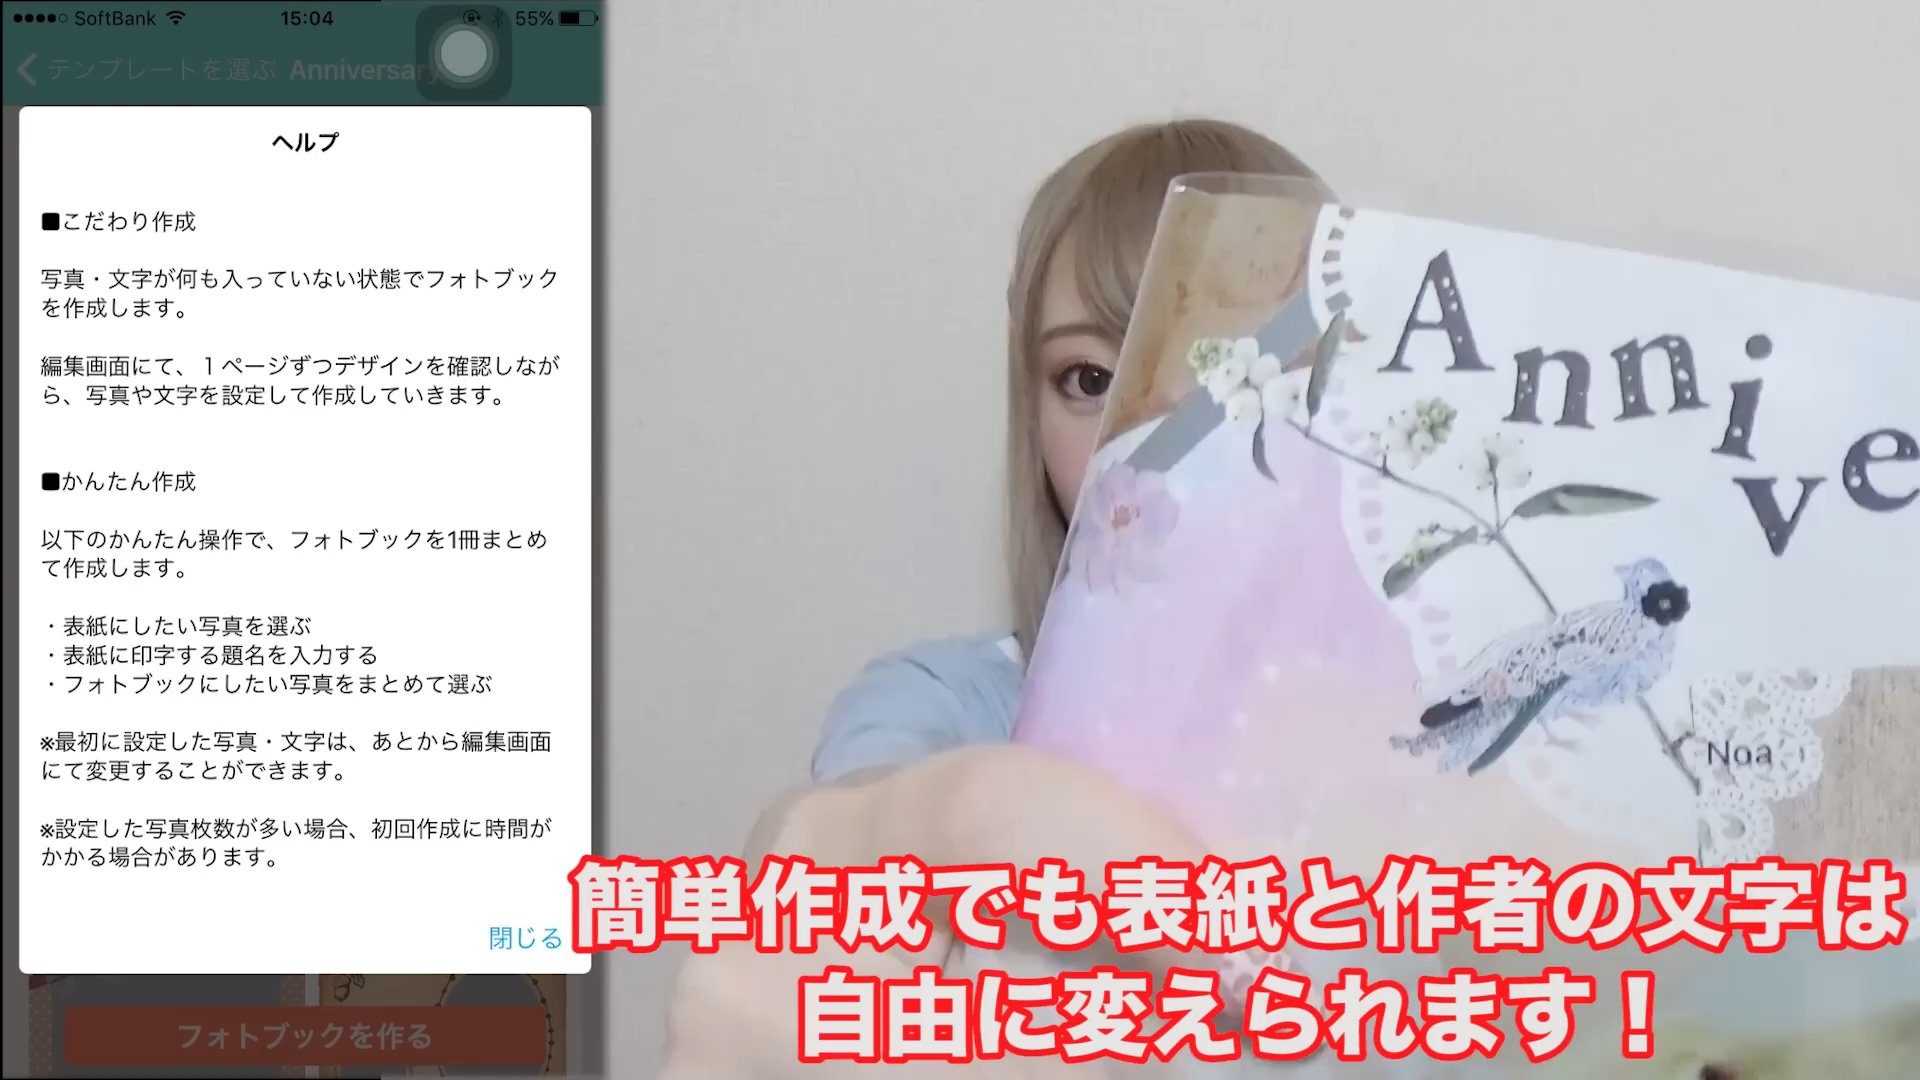 SoftBank
15:04
55%
テンプレートを選ぶ Anniversary
ヘルプ
■こだわり作成
写真・文字が何も入っていない状態でフォトブック
を作成します。
編集画面にて、１ページずつデザインを確認しなが
ら、写真や文字を設定して作成していきます。
■かんたん作成
以下のかんたん操作で、フォトブックを1冊まとめ
て作成します。
・表紙にしたい写真を選ぶ
・表紙に印字する題名を入力する
・フォトブックにしたい写真をまとめて選ぶ
※最初に設定した写真・文字は、あとから編集画面
にて変更することができます。
※設定した写真枚数が多い場合、初回作成に時間が
かかる場合があります。
閉じる
フォトブックを作る
Annive
Noa
簡単作成でも表紙と作者の文字は
自由に変えられます！